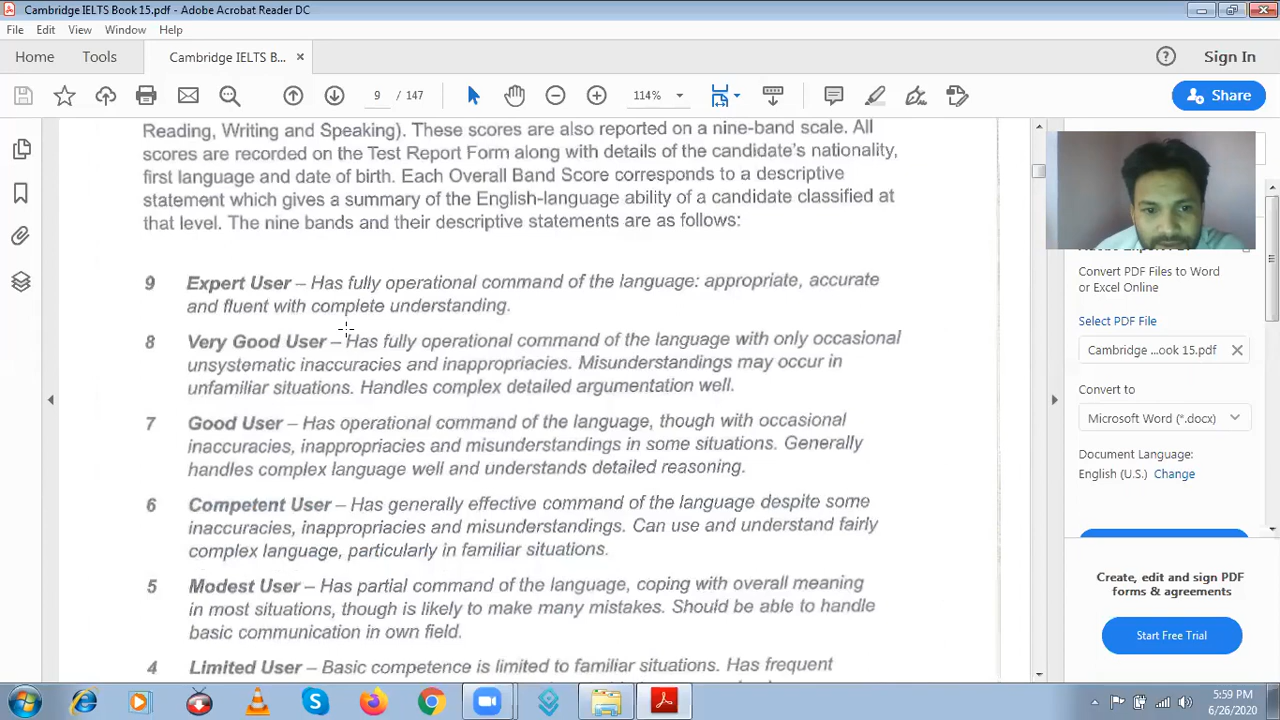 Cambridge IELTS Book 15.pdf - Adobe Acrobat Reader DC
File Edit View Window Help
Home Tools Cambridge IELTS B... ×
Sign In
9 / 147 114% Share
Reading, Writing and Speaking). These scores are also reported on a nine-band scale. All
scores are recorded on the Test Report Form along with details of the candidate's nationality,
first language and date of birth. Each Overall Band Score corresponds to a descriptive
statement which gives a summary of the English-language ability of a candidate classified at
that level. The nine bands and their descriptive statements are as follows:
9 Expert User – Has fully operational command of the language: appropriate, accurate
and fluent with complete understanding.
8 Very Good User – Has fully operational command of the language with only occasional
unsystematic inaccuracies and inappropriacies. Misunderstandings may occur in
unfamiliar situations. Handles complex detailed argumentation well.
7 Good User – Has operational command of the language, though with occasional
inaccuracies, inappropriacies and misunderstandings in some situations. Generally
handles complex language well and understands detailed reasoning.
6 Competent User – Has generally effective command of the language despite some
inaccuracies, inappropriacies and misunderstandings. Can use and understand fairly
complex language, particularly in familiar situations.
5 Modest User – Has partial command of the language, coping with overall meaning
in most situations, though is likely to make many mistakes. Should be able to handle
basic communication in own field.
4 Limited User – Basic competence is limited to familiar situations. Has frequent
Convert PDF Files to Word
or Excel Online
Select PDF File
Cambridge ...ook 15.pdf
Convert to
Microsoft Word (*.docx)
Document Language:
English (U.S.) Change
Create, edit and sign PDF
forms & agreements
Start Free Trial
5:59 PM
6/26/2020